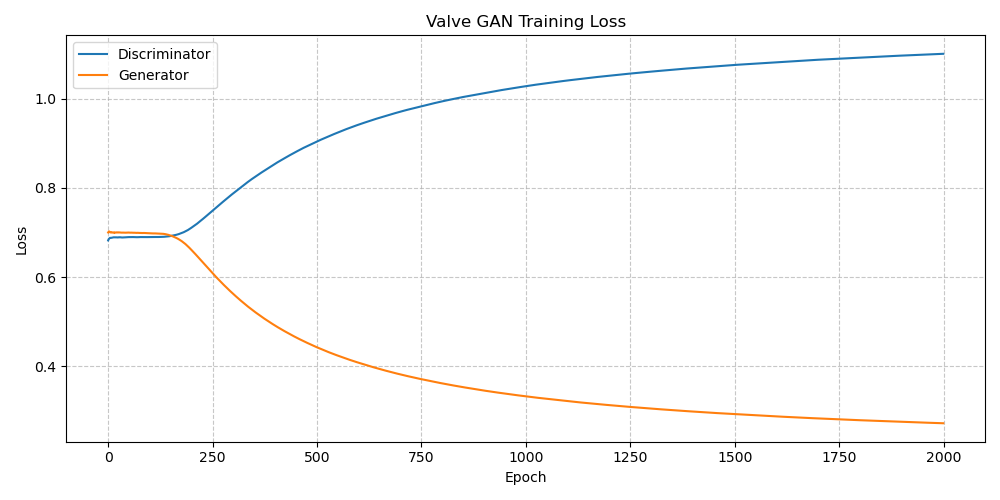 Valve GAN Training Loss
Discriminator
Generator
Loss
1.0
0.8
0.6
0.4
0 250 500 750 1000 1250 1500 1750 2000
Epoch